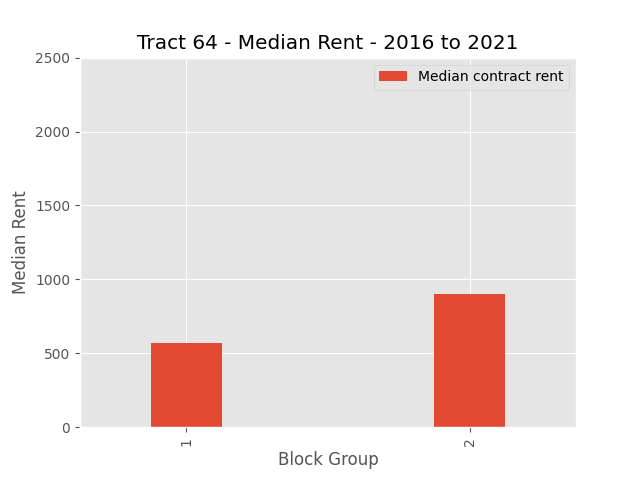 Tract 64 - Median Rent - 2016 to 2021
Median contract rent
2500
2000
1500
1000
500
0
Median Rent
1
2
Block Group